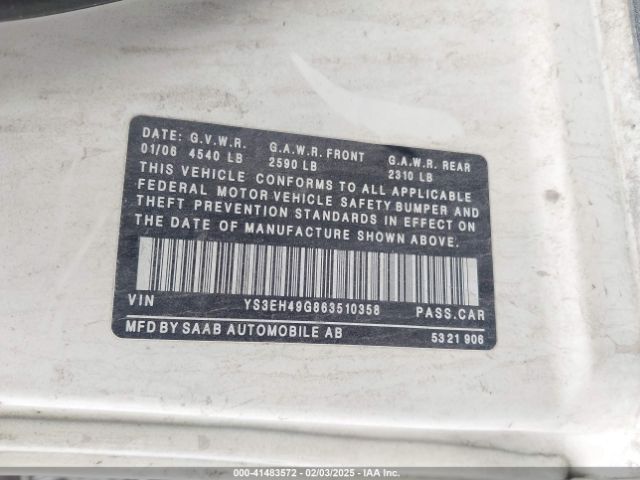 DATE: G.V.W.R. G.A.W.R. FRONT G.A.W.R. REAR
01/06 4540 LB 2590 LB 2310 LB
THIS VEHICLE CONFORMS TO ALL APPLICABLE
FEDERAL MOTOR VEHICLE SAFETY BUMPER AND
THEFT PREVENTION STANDARDS IN EFFECT ON
THE DATE OF MANUFACTURE SHOWN ABOVE.
VIN YS3EH49G863510358 PASS.CAR
MFD BY SAAB AUTOMOBILE AB 5321 906
000-41483572 — 02/03/2025 — IAA Inc.